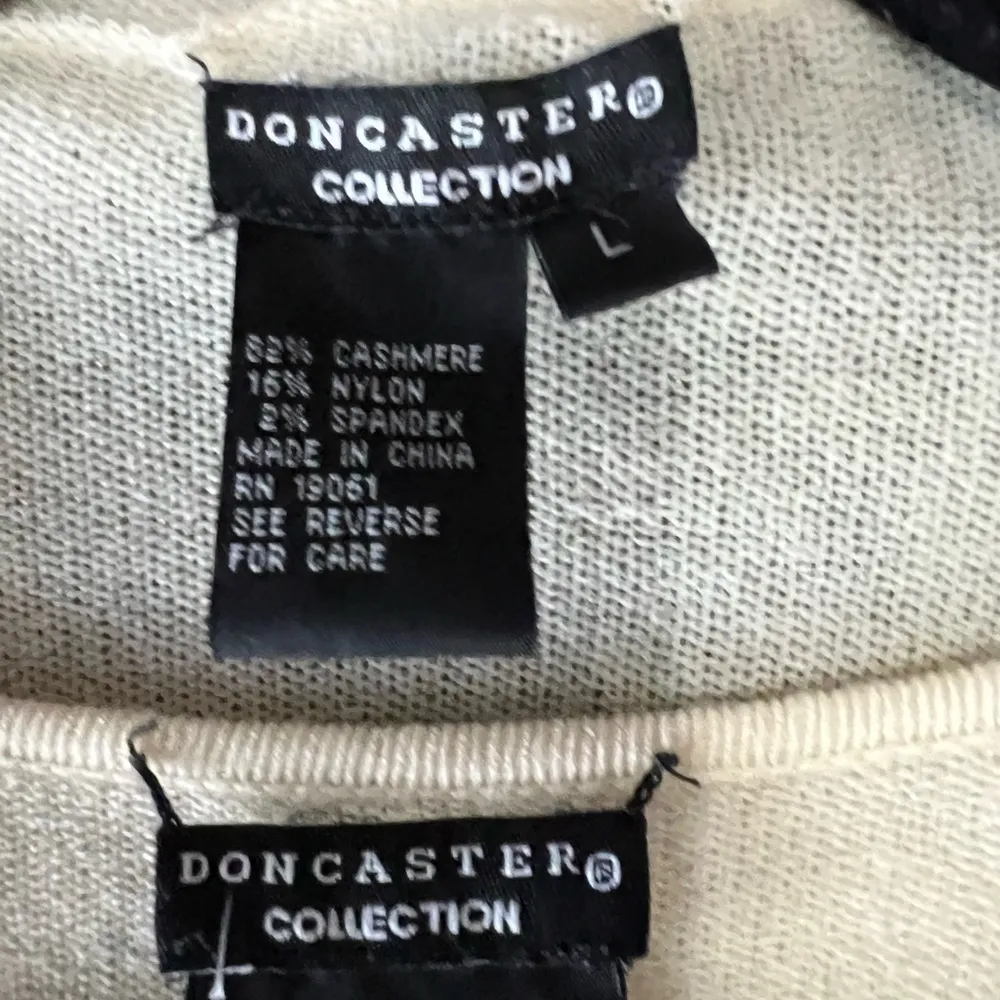 DONCASTER®
COLLECTION
L
82% CASHMERE
16% NYLON
2% SPANDEX
MADE IN CHINA
RN 19061
SEE REVERSE
FOR CARE
DONCASTER®
COLLECTION